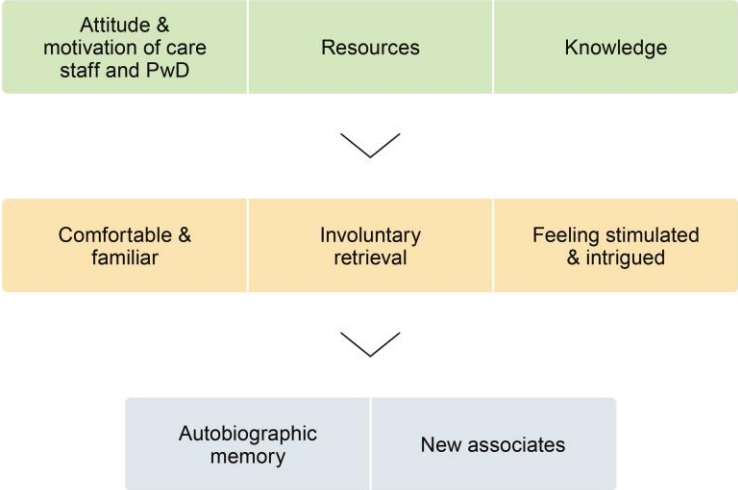 Attitude &
motivation of care
staff and PwD
Resources
Knowledge
Comfortable &
familiar
Involuntary
retrieval
Feeling stimulated
& intrigued
Autobiographic
memory
New associates